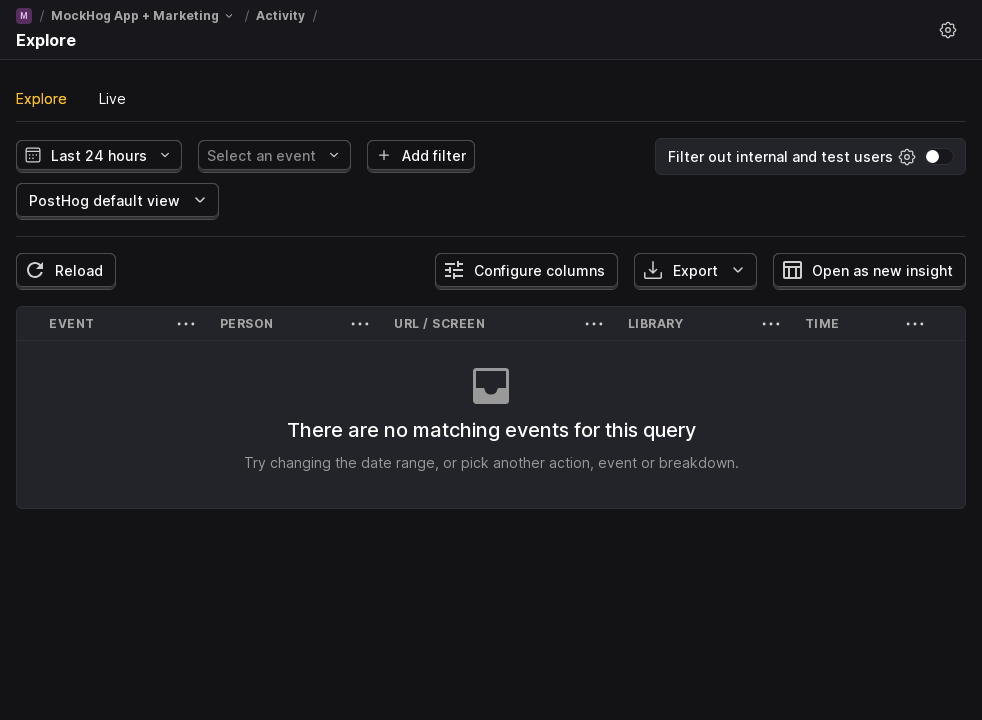 M / MockHog App + Marketing / Activity /
Explore
Explore Live
Last 24 hours Select an event Add filter Filter out internal and test users
PostHog default view
Reload Configure columns Export Open as new insight
EVENT PERSON URL / SCREEN LIBRARY TIME
There are no matching events for this query
Try changing the date range, or pick another action, event or breakdown.